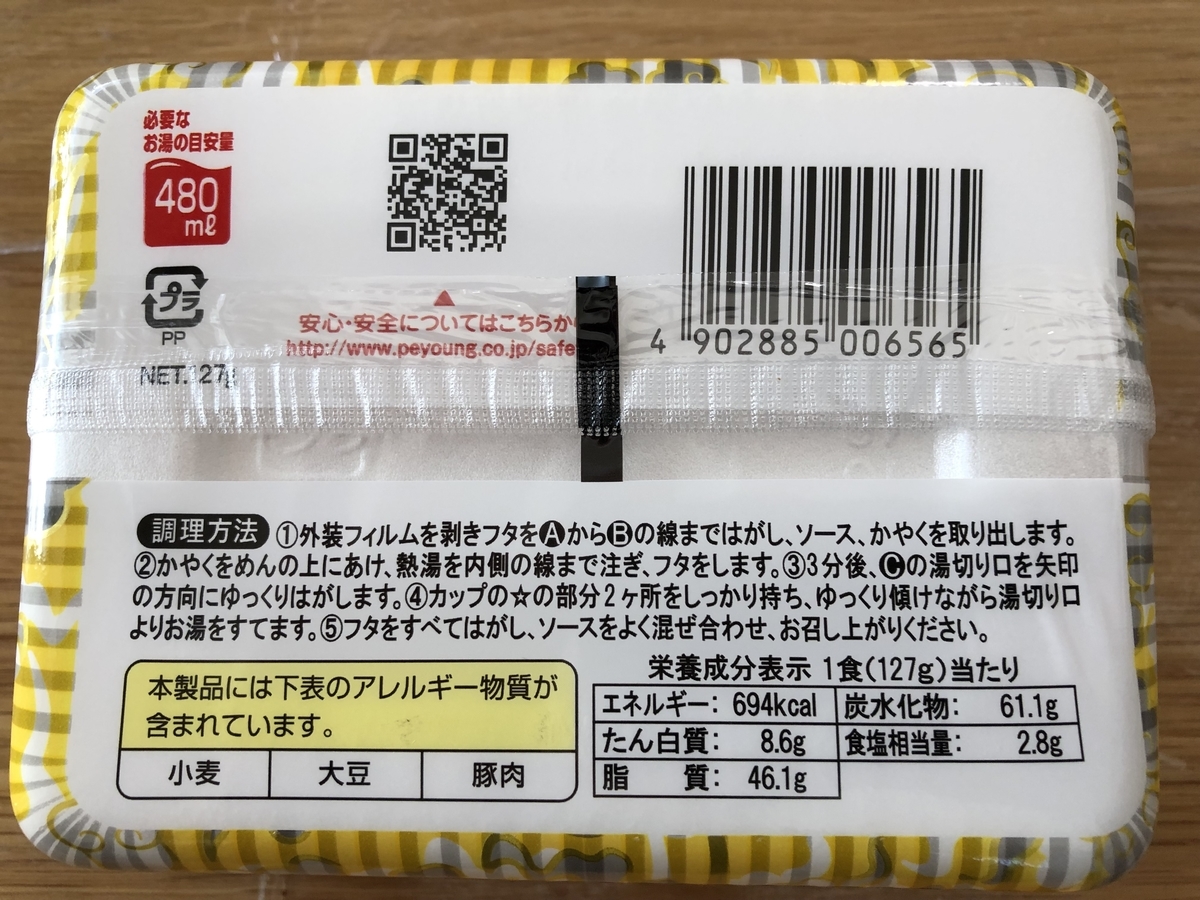 必要な
お湯の目安量
480
mℓ
プラ
PP
安心・安全についてはこちらから
http://www.peyoung.co.jp/safe
NET.127g
4 902885 006565
調理方法 ①外装フィルムを剥きフタをⒶからⒷの線まではがし、ソース、かやくを取り出します。
②かやくをめんの上にあけ、熱湯を内側の線まで注ぎ、フタをします。③3分後、Ⓒの湯切り口を矢印
の方向にゆっくりはがします。④カップの☆の部分2ヶ所をしっかり持ち、ゆっくり傾けながら湯切り口
よりお湯をすてます。⑤フタをすべてはがし、ソースをよく混ぜ合わせ、お召し上がりください。
本製品には下表のアレルギー物質が
含まれています。
小麦 大豆 豚肉
栄養成分表示 1食(127g)当たり
エネルギー: 694kcal 炭水化物: 61.1g
たん白質: 8.6g 食塩相当量: 2.8g
脂 質: 46.1g